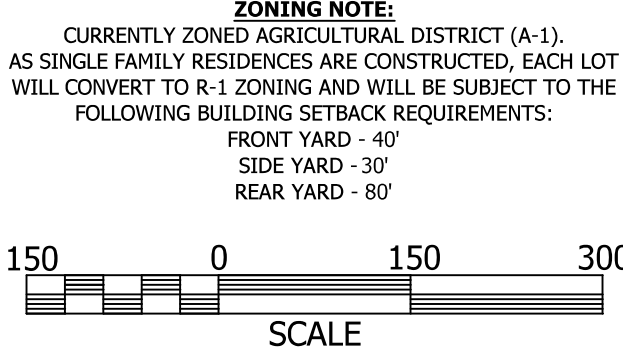 ZONING NOTE:
CURRENTLY ZONED AGRICULTURAL DISTRICT (A-1).
AS SINGLE FAMILY RESIDENCES ARE CONSTRUCTED, EACH LOT
WILL CONVERT TO R-1 ZONING AND WILL BE SUBJECT TO THE
FOLLOWING BUILDING SETBACK REQUIREMENTS:
FRONT YARD - 40'
SIDE YARD - 30'
REAR YARD - 80'
150 0 150 300
SCALE